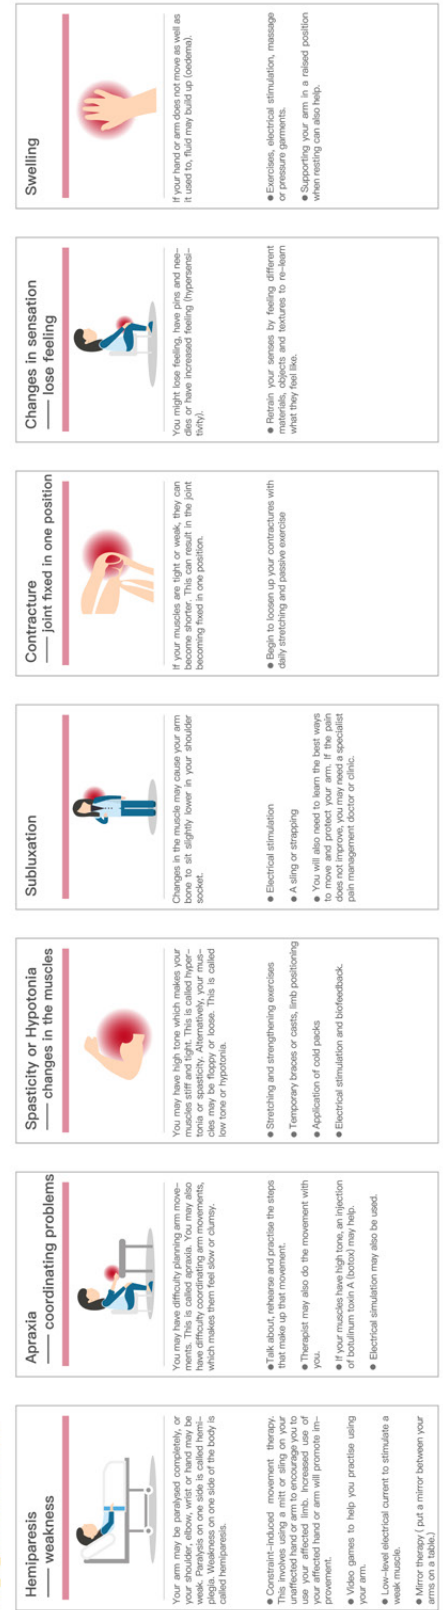 Hemiparesis
—— weakness
Your arm may be paralysed completely, or
your shoulder, elbow, wrist or hand may be
weak. Paralysis on one side is called hemi-
plegia. Weakness on one side of the body is
called hemiparesis.
● Constraint-induced movement therapy.
This involves using a mitt or sling on your
unaffected hand or arm to encourage you to
use your affected limb. Increased use of
your affected hand or arm will promote im-
provement.
● Video games to help you practise using
your arm.
● Low-level electrical current to stimulate a
weak muscle.
● Mirror therapy ( put a mirror between your
arms on a table.)
Apraxia
—— coordinating problems
You may have difficulty planning arm move-
ments. This is called apraxia. You may also
have difficulty coordinating arm movements,
which makes them feel slow or clumsy.
● Talk about, rehearse and practise the steps
that make up that movement.
● Therapist may also do the movement with
you.
● If your muscles have high tone, an injection
of botulinum toxin A (botox) may help.
● Electrical simulation may also be used.
Spasticity or Hypotonia
—— changes in the muscles
You may have high tone which makes your
muscles stiff and tight. This is called hyper-
tonia or spasticity. Alternatively, your mus-
cles may be floppy or loose. This is called
low tone or hypotonia.
● Stretching and strengthening exercises
● Temporary braces or casts, limb positioning
● Application of cold packs
● Electrical stimulation and biofeedback.
Subluxation
Changes in the muscle may cause your arm
bone to sit slightly lower in your shoulder
socket.
● Electrical stimulation
● A sling or strapping
● You will also need to learn the best ways
to move and protect your arm. If the pain
does not improve, you may need a specialist
pain management doctor or clinic.
Contracture
—— joint fixed in one position
If your muscles are tight or weak, they can
become shorter. This can result in the joint
becoming fixed in one position.
● Begin to loosen up your contractures with
daily stretching and passive exercise
Changes in sensation
—— lose feeling
You might lose feeling, have pins and nee-
dles or have increased feeling (hypersensi-
tivity).
● Retrain your senses by feeling different
materials, objects and textures to re-learn
what they feel like.
Swelling
If your hand or arm does not move as well as
it used to, fluid may build up (oedema).
● Exercises, electrical stimulation, massage
or pressure garments.
● Supporting your arm in a raised position
when resting can also help.